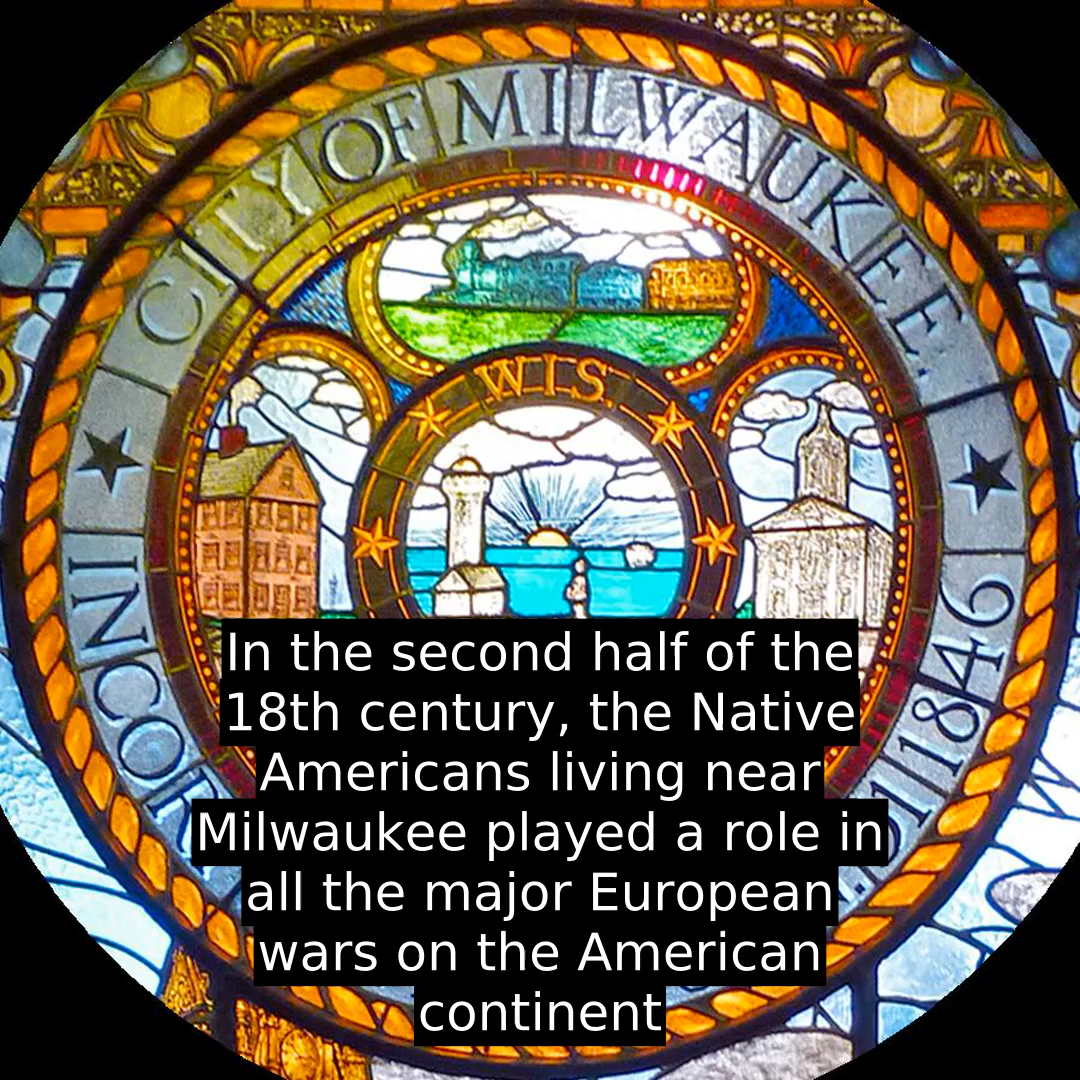 CITY OF MILWAUKEE.
WIS.
INCOR
1846
In the second half of the
18th century, the Native
Americans living near
Milwaukee played a role in
all the major European
wars on the American
continent